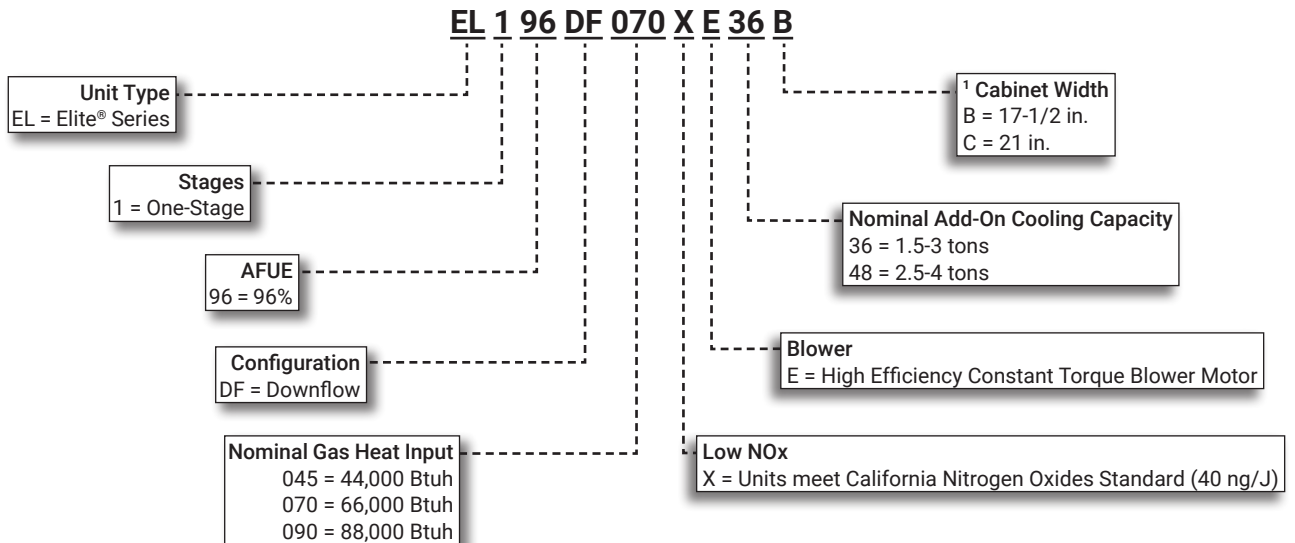 EL 1 96 DF 070 X E 36 B
Unit Type
EL = Elite® Series
Stages
1 = One-Stage
AFUE
96 = 96%
Configuration
DF = Downflow
Nominal Gas Heat Input
045 = 44,000 Btuh
070 = 66,000 Btuh
090 = 88,000 Btuh
¹ Cabinet Width
B = 17-1/2 in.
C = 21 in.
Nominal Add-On Cooling Capacity
36 = 1.5-3 tons
48 = 2.5-4 tons
Blower
E = High Efficiency Constant Torque Blower Motor
Low NOx
X = Units meet California Nitrogen Oxides Standard (40 ng/J)